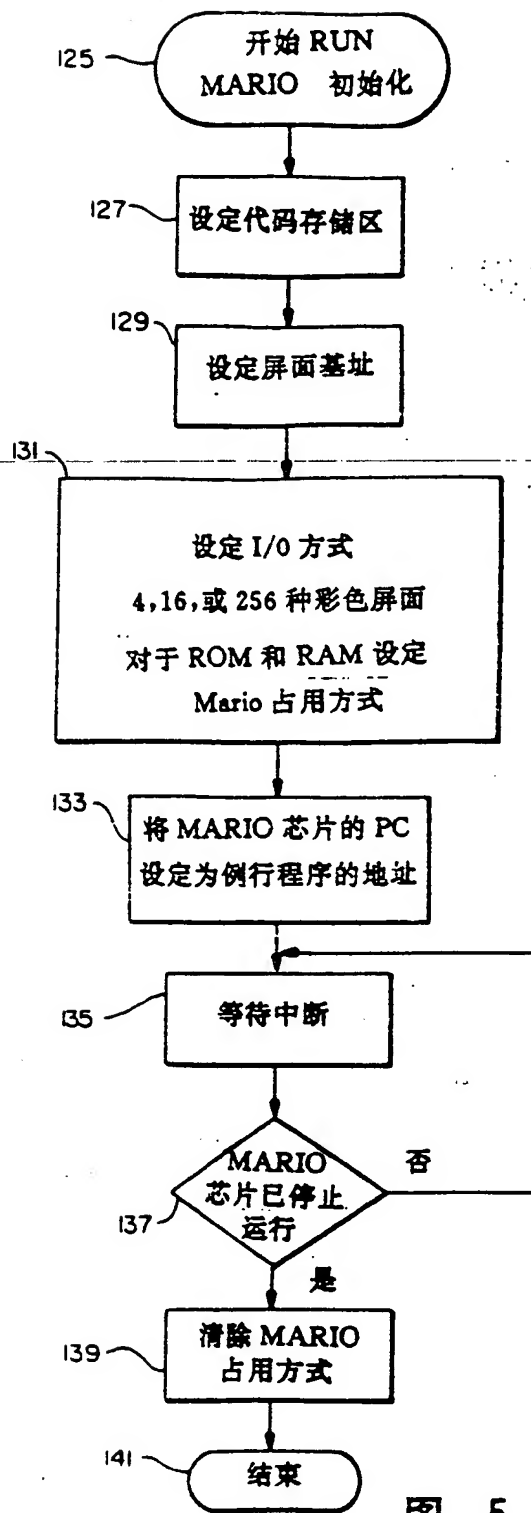 125
开始 RUN
MARIO 初始化
127
设定代码存储区
129
设定屏面基址
131
设定 I/0 方式
4,16,或 256 种彩色屏面
对于 ROM 和 RAM 设定
Mario 占用方式
133
将 MARIO 芯片的 PC
设定为例行程序的地址
135
等待中断
137
MARIO
芯片已停止
运行
否
是
139
清除 MARIO
占用方式
141
结束
图 5